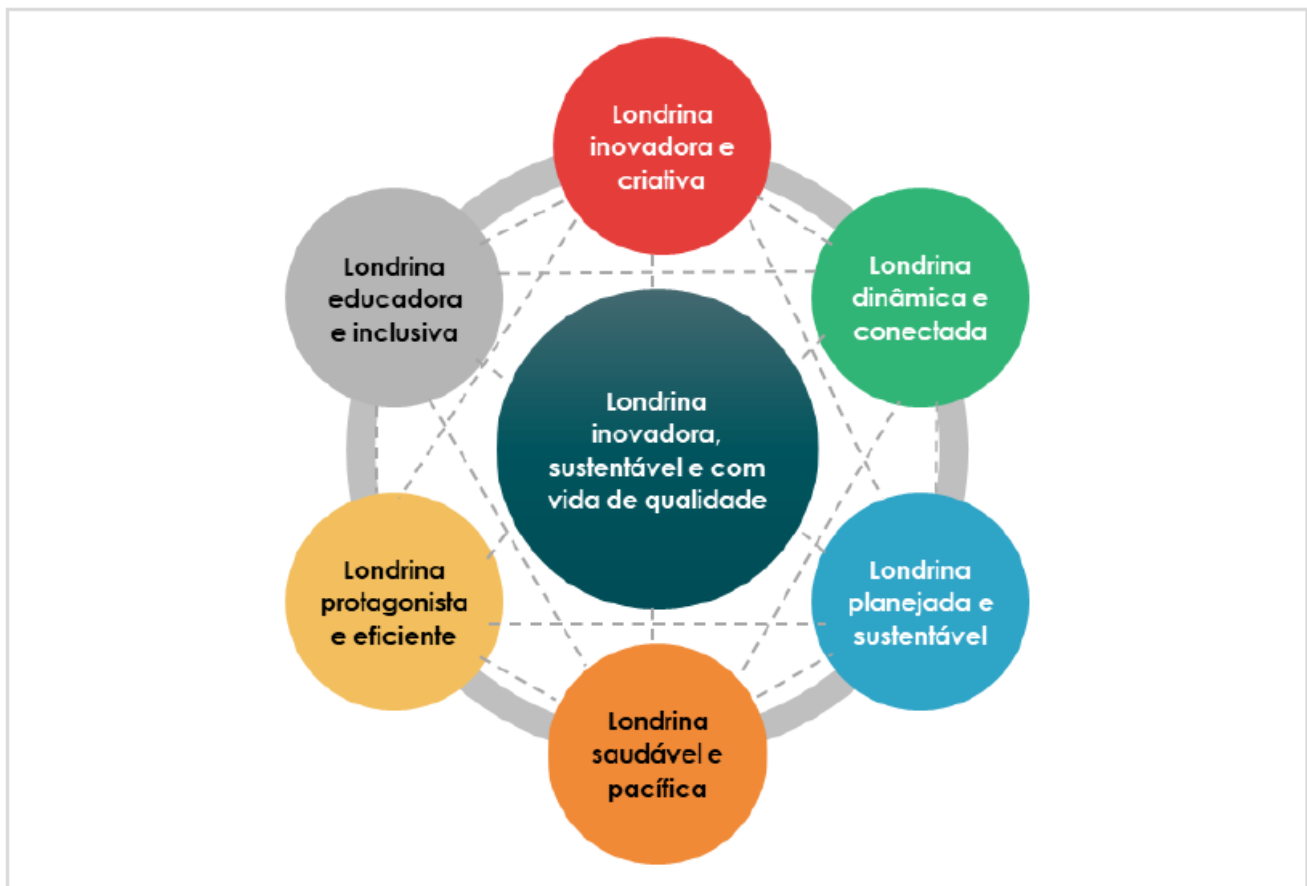 Londrina
inovadora e
criativa
Londrina
educadora
e inclusiva
Londrina
dinâmica e
conectada
Londrina
inovadora,
sustentável e com
vida de qualidade
Londrina
protagonista
e eficiente
Londrina
planejada e
sustentável
Londrina
saudável e
pacífica